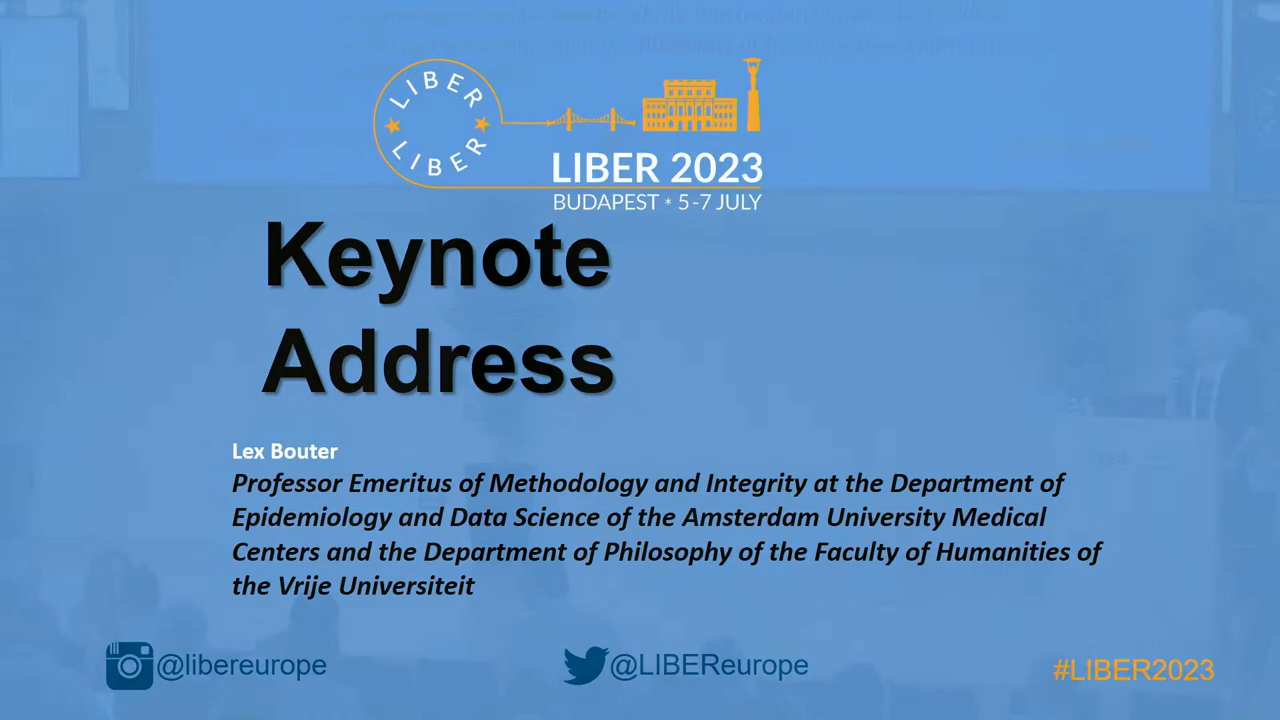 LIBER
LIBER
LIBER 2023
BUDAPEST * 5-7 JULY
Keynote
Address
Lex Bouter
Professor Emeritus of Methodology and Integrity at the Department of
Epidemiology and Data Science of the Amsterdam University Medical
Centers and the Department of Philosophy of the Faculty of Humanities of
the Vrije Universiteit
@libereurope
@LIBEReurope
#LIBER2023